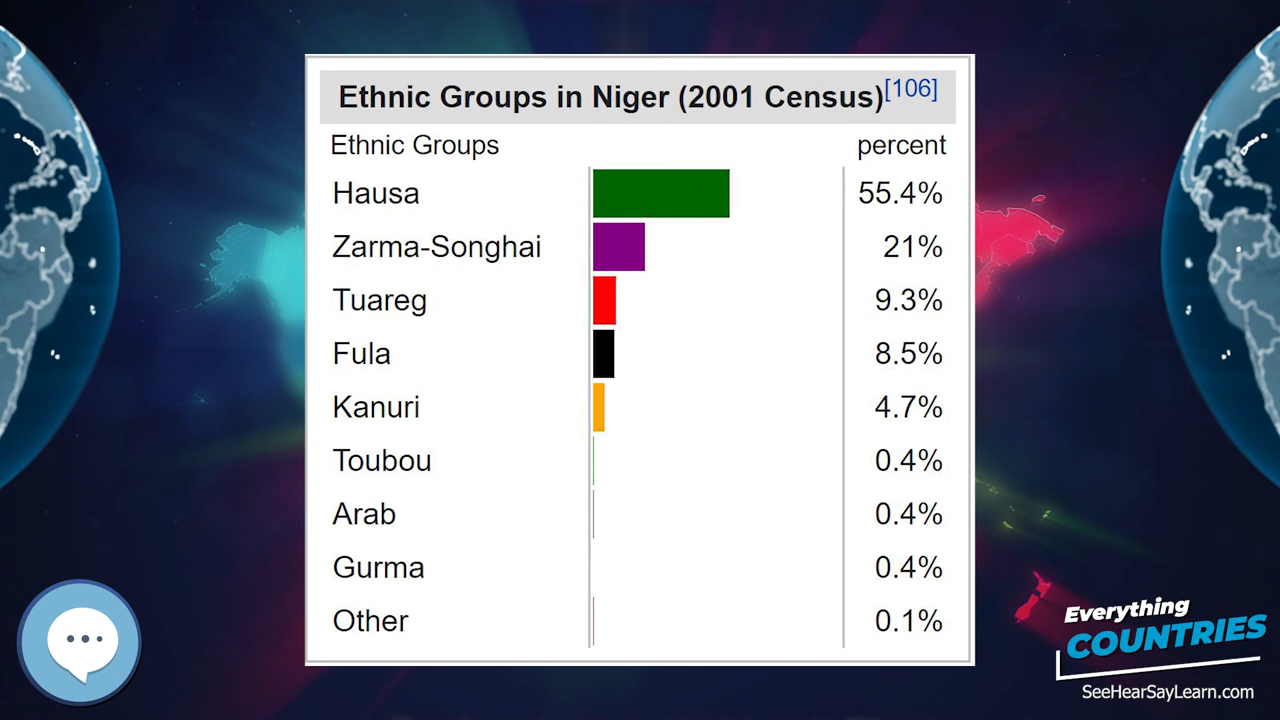 Ethnic Groups in Niger (2001 Census)[106]
Ethnic Groups percent
Hausa 55.4%
Zarma-Songhai 21%
Tuareg 9.3%
Fula 8.5%
Kanuri 4.7%
Toubou 0.4%
Arab 0.4%
Gurma 0.4%
Other 0.1%
Everything
COUNTRIES
SeeHearSayLearn.com